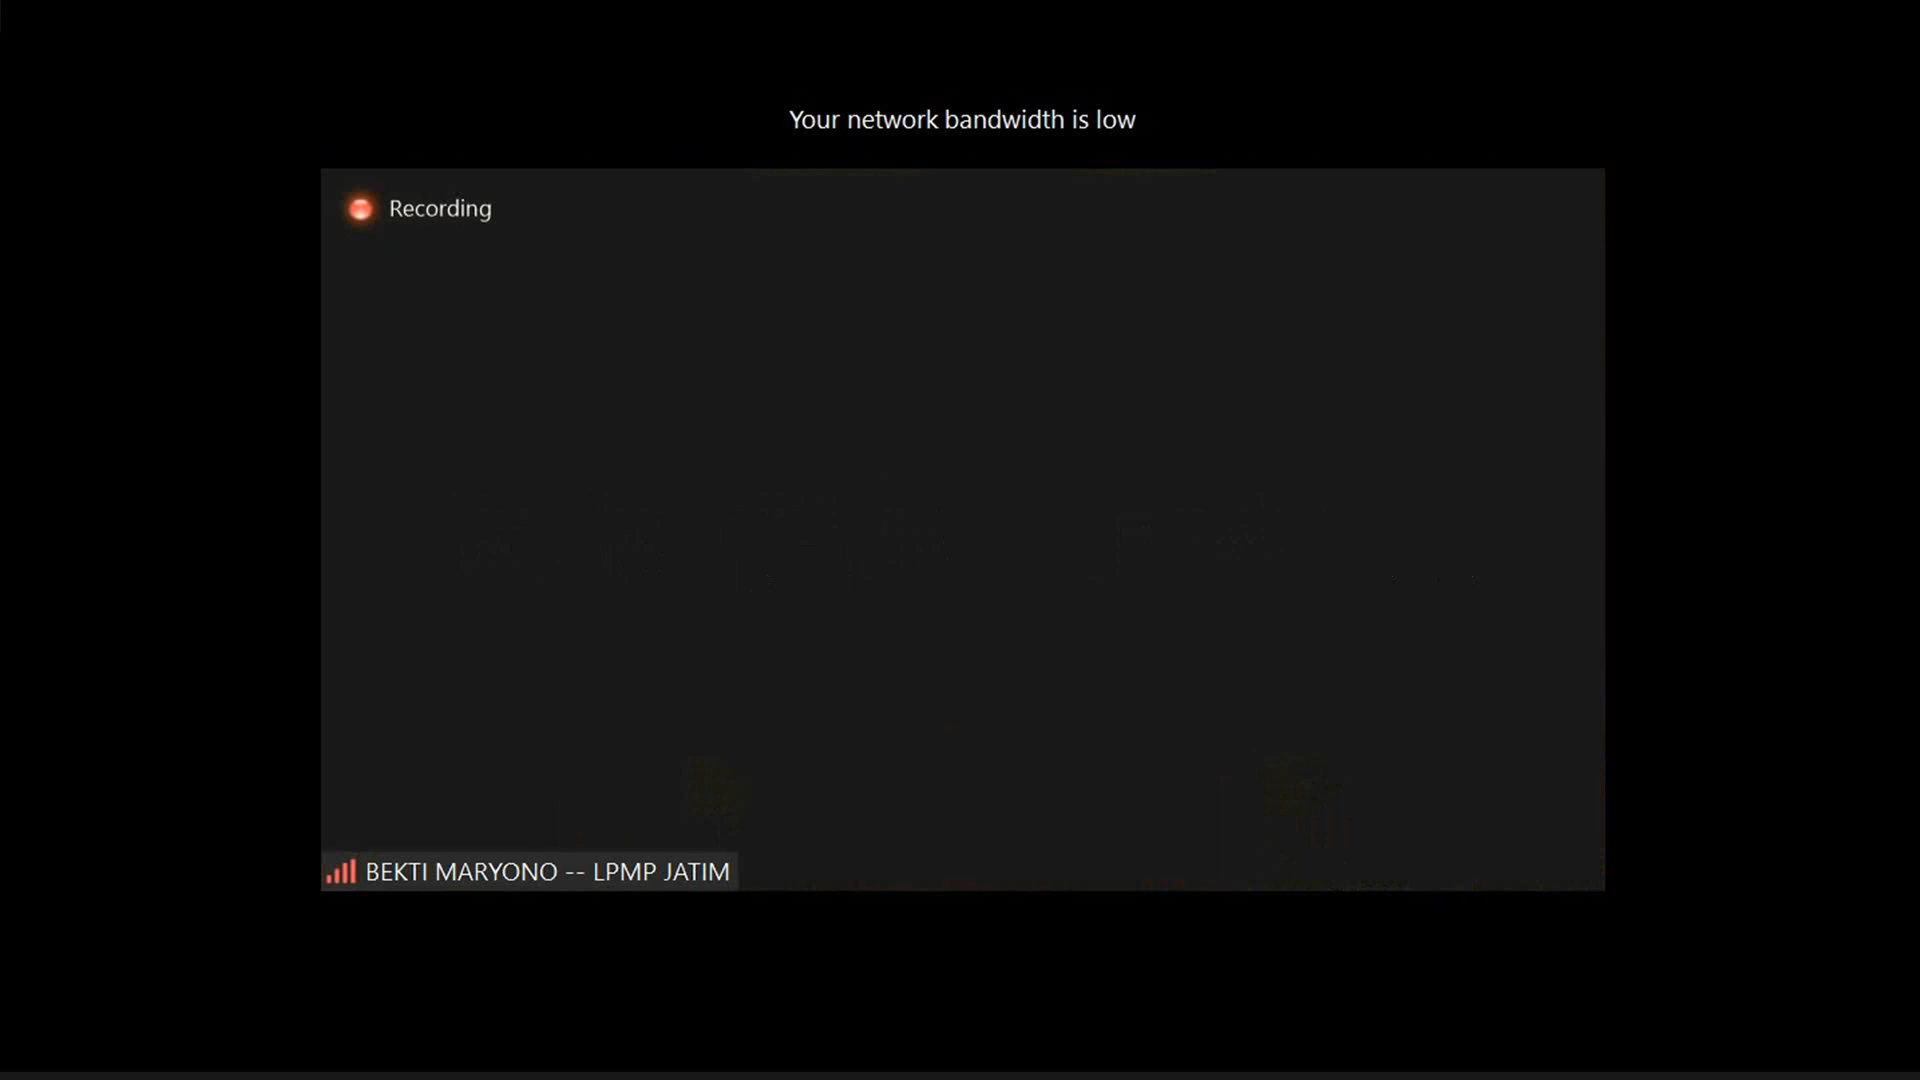 Your network bandwidth is low
Recording
BEKTI MARYONO -- LPMP JATIM